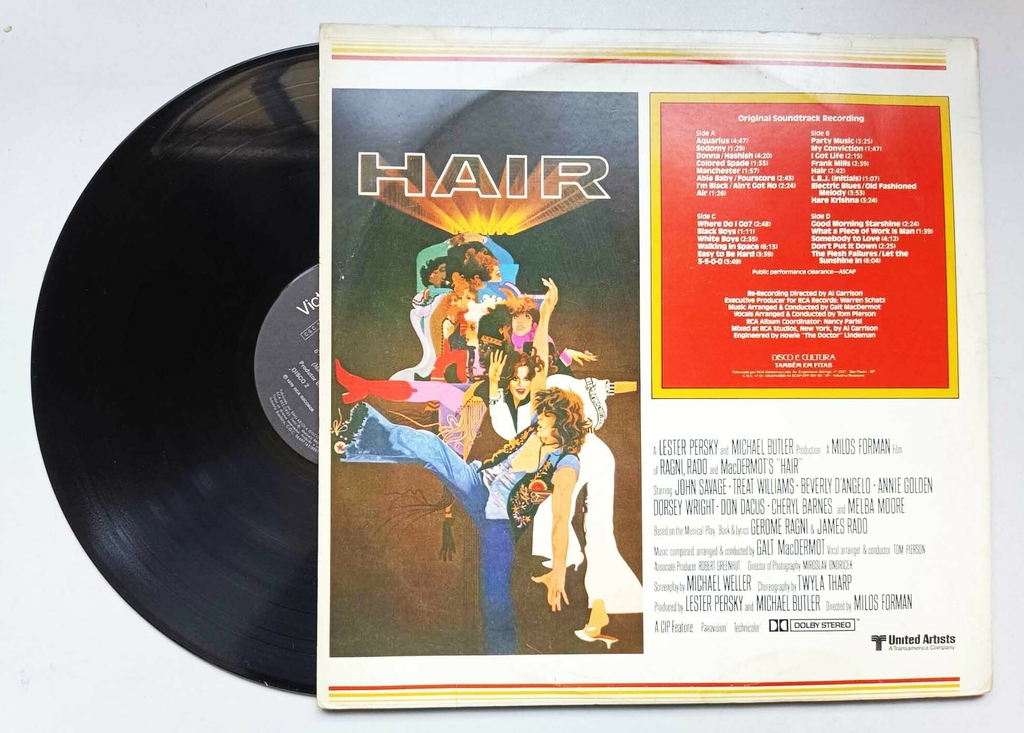 HAIR
Original Soundtrack Recording
Side A
Aquarius (4:47)
Sodomy (1:29)
Donna/Hashish (4:20)
Colored Spade (1:33)
Manchester (1:57)
Abie Baby/Fourscore (2:43)
I'm Black/Ain't Got No (2:24)
Air (1:26)
Side B
Party Music (3:25)
My Conviction (1:47)
I Got Life (2:15)
Frank Mills (2:39)
Hair (2:42)
L.B.J. (Initials) (1:07)
Electric Blues/Old Fashioned
Melody (3:53)
Hare Krishna (3:24)
Side C
Where Do I Go? (2:48)
Black Boys (1:11)
White Boys (2:35)
Walking in Space (6:13)
Easy to Be Hard (3:39)
3-5-0-0 (3:49)
Side D
Good Morning Starshine (2:24)
What a Piece of Work is Man (1:39)
Somebody to Love (4:12)
Don't Put It Down (2:25)
The Flesh Failures/Let the
Sunshine In (6:04)
Public performance clearance—ASCAP
Re-Recording Directed by Al Garrison
Executive Producer for RCA Records: Warren Schatz
Music Arranged & Conducted by Galt MacDermot
Vocals Arranged & Conducted by Tom Pierson
RCA Album Coordinator: Nancy Parisi
Mixed at RCA Studios, New York, by Al Garrison
Engineered by Howie "The Doctor" Lindeman
DISCO É CULTURA
TAMBÉM EM FITAS
A LESTER PERSKY and MICHAEL BUTLER Production A MILOS FORMAN Film
of RAGNI, RADO and MacDERMOT'S "HAIR"
Starring JOHN SAVAGE · TREAT WILLIAMS · BEVERLY D'ANGELO · ANNIE GOLDEN
DORSEY WRIGHT · DON DACUS · CHERYL BARNES and MELBA MOORE
Based on the Musical Play Book & Lyrics GEROME RAGNI & JAMES RADO
Music composed arranged & conducted by GALT MacDERMOT Vocal arranger & conductor TOM PIERSON
Associate Producer ROBERT GREENHUT Director of Photography MIROSLAV ONDRICEK
Screenplay by MICHAEL WELLER Choreography by TWYLA THARP
Produced by LESTER PERSKY and MICHAEL BUTLER Directed by MILOS FORMAN
A CIP Feature Panavision Technicolor DOLBY STEREO
United Artists
A Transamerica Company
DISCO 2